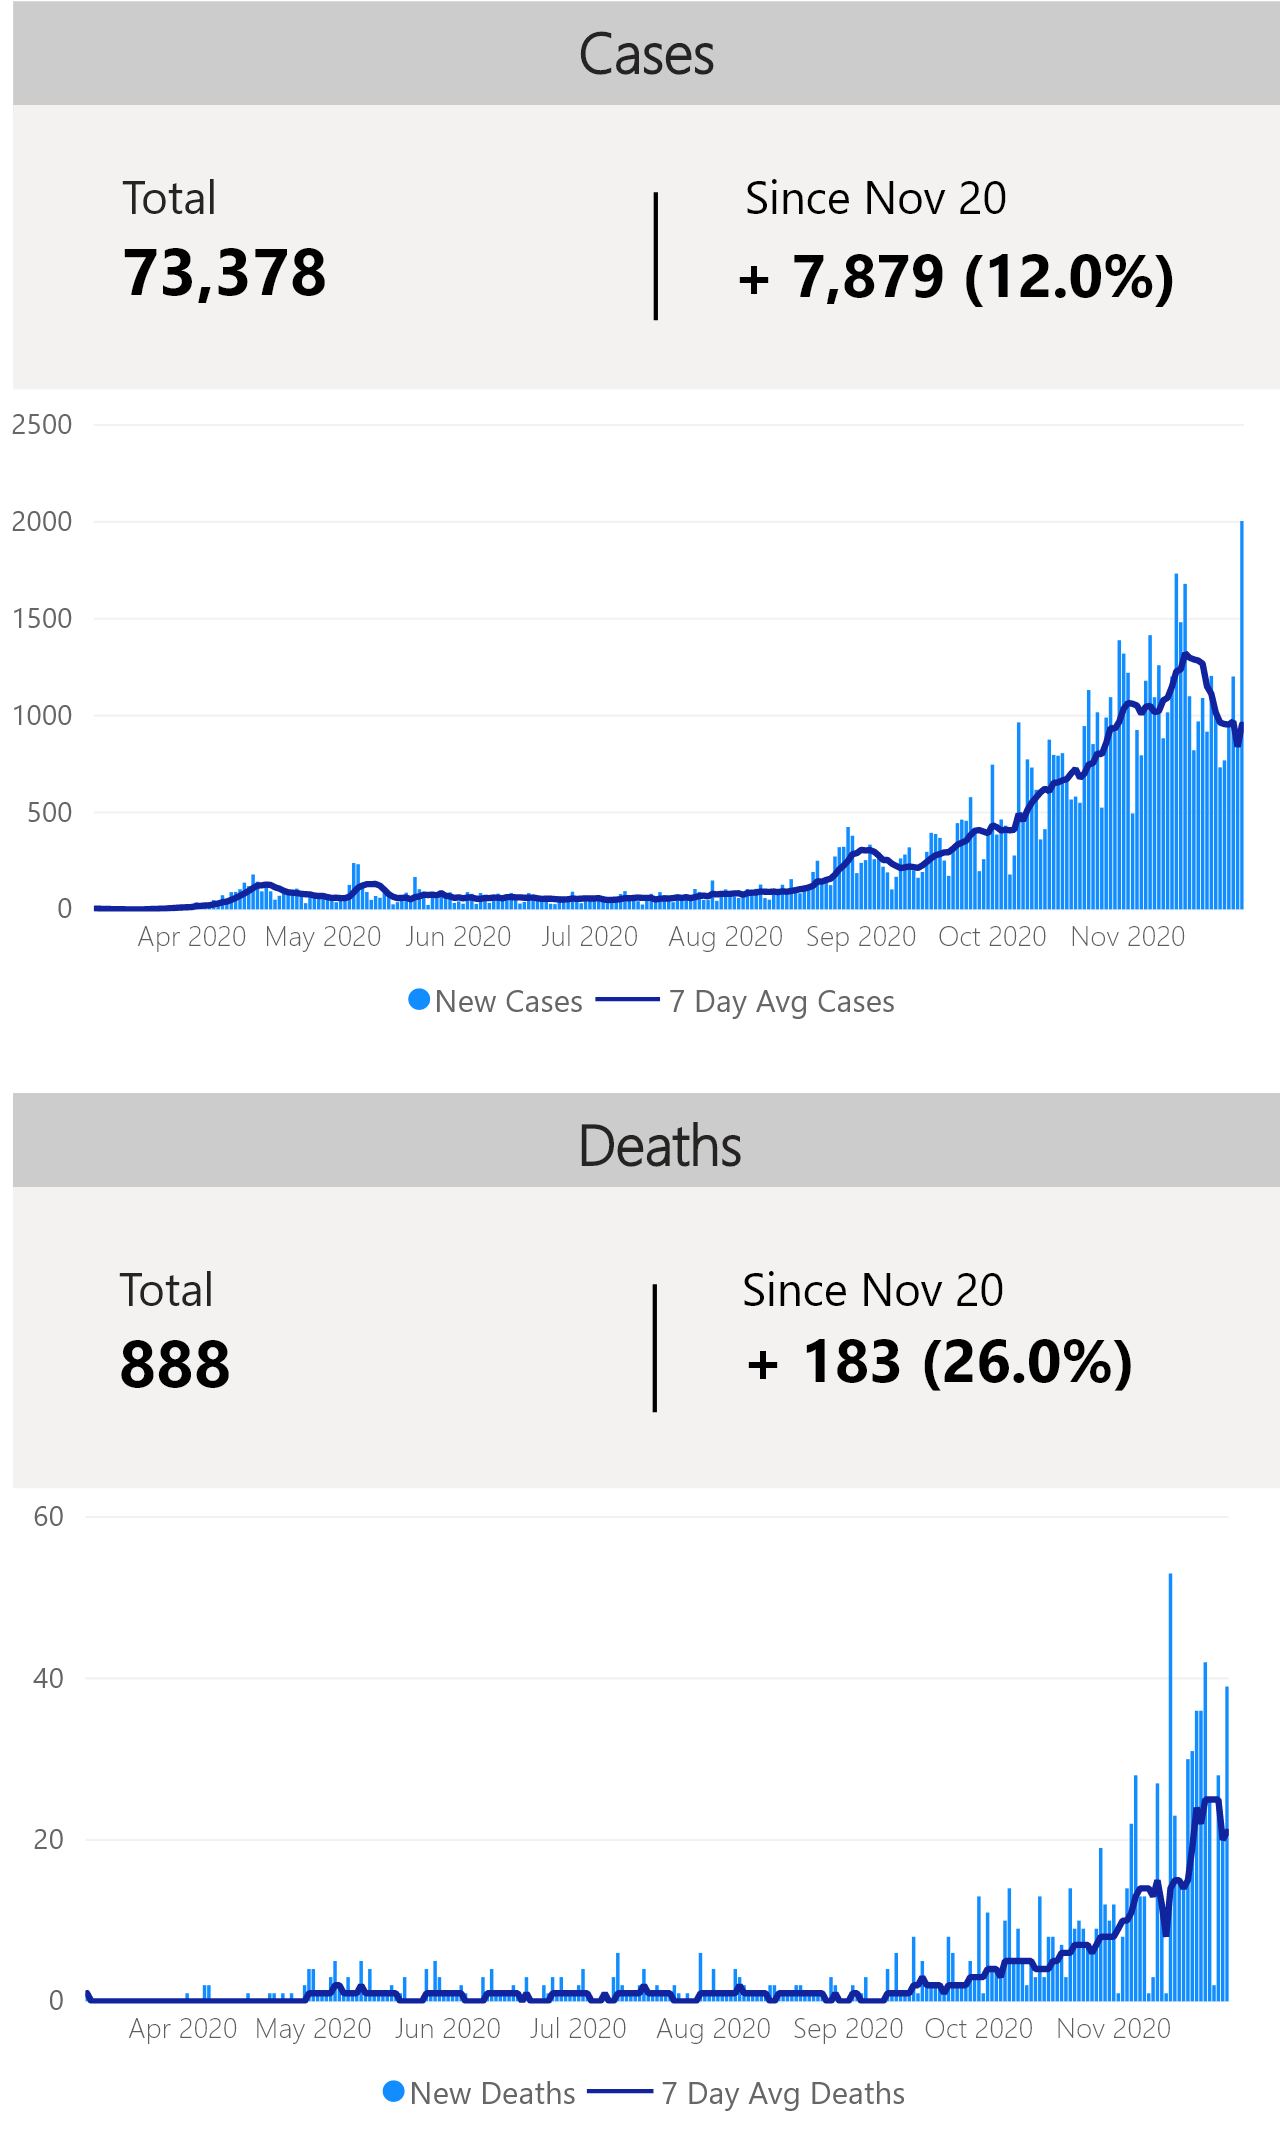 Cases
Total
Since Nov 20
73,378
+ 7,879 (12.0%)
2500
2000
1500
1000
500
0
Apr 2020 May 2020 Jun 2020 Jul 2020 Aug 2020 Sep 2020 Oct 2020 Nov 2020
New Cases 7 Day Avg Cases
Deaths
Total
Since Nov 20
888
+ 183 (26.0%)
60
40
20
0
Apr 2020 May 2020 Jun 2020 Jul 2020 Aug 2020 Sep 2020 Oct 2020 Nov 2020
New Deaths 7 Day Avg Deaths